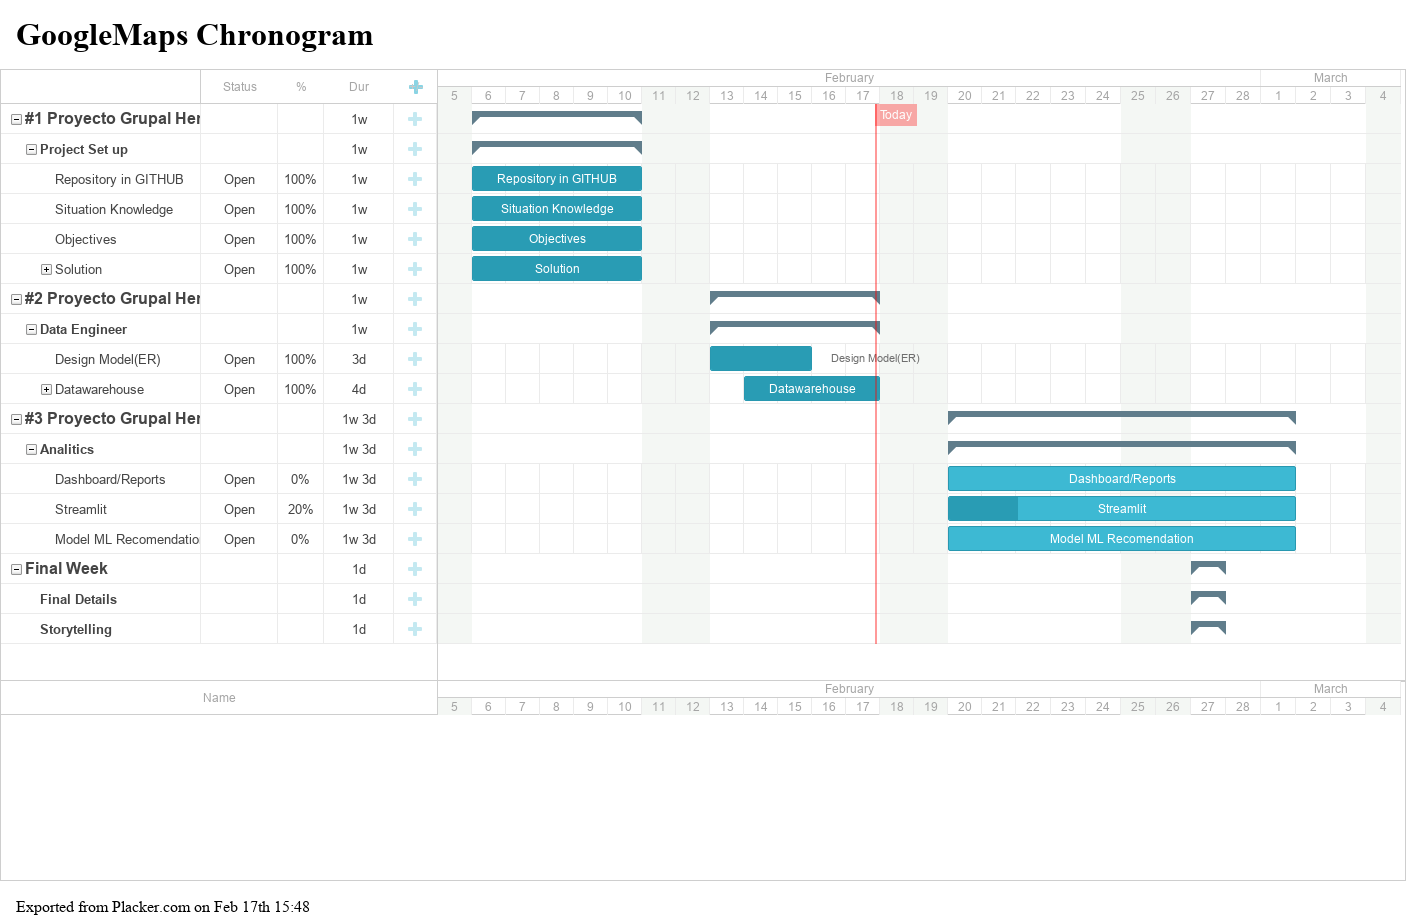 GoogleMaps Chronogram
Status % Dur February March
5 6 7 8 9 10 11 12 13 14 15 16 17 18 19 20 21 22 23 24 25 26 27 28 1 2 3 4
Today
#1 Proyecto Grupal Her 1w
Project Set up 1w
Repository in GITHUB Open 100% 1w Repository in GITHUB
Situation Knowledge Open 100% 1w Situation Knowledge
Objectives Open 100% 1w Objectives
Solution Open 100% 1w Solution
#2 Proyecto Grupal Her 1w
Data Engineer 1w
Design Model(ER) Open 100% 3d Design Model(ER)
Datawarehouse Open 100% 4d Datawarehouse
#3 Proyecto Grupal Her 1w 3d
Analitics 1w 3d
Dashboard/Reports Open 0% 1w 3d Dashboard/Reports
Streamlit Open 20% 1w 3d Streamlit
Model ML Recomendatio Open 0% 1w 3d Model ML Recomendation
Final Week 1d
Final Details 1d
Storytelling 1d
Name February March
5 6 7 8 9 10 11 12 13 14 15 16 17 18 19 20 21 22 23 24 25 26 27 28 1 2 3 4
Exported from Placker.com on Feb 17th 15:48